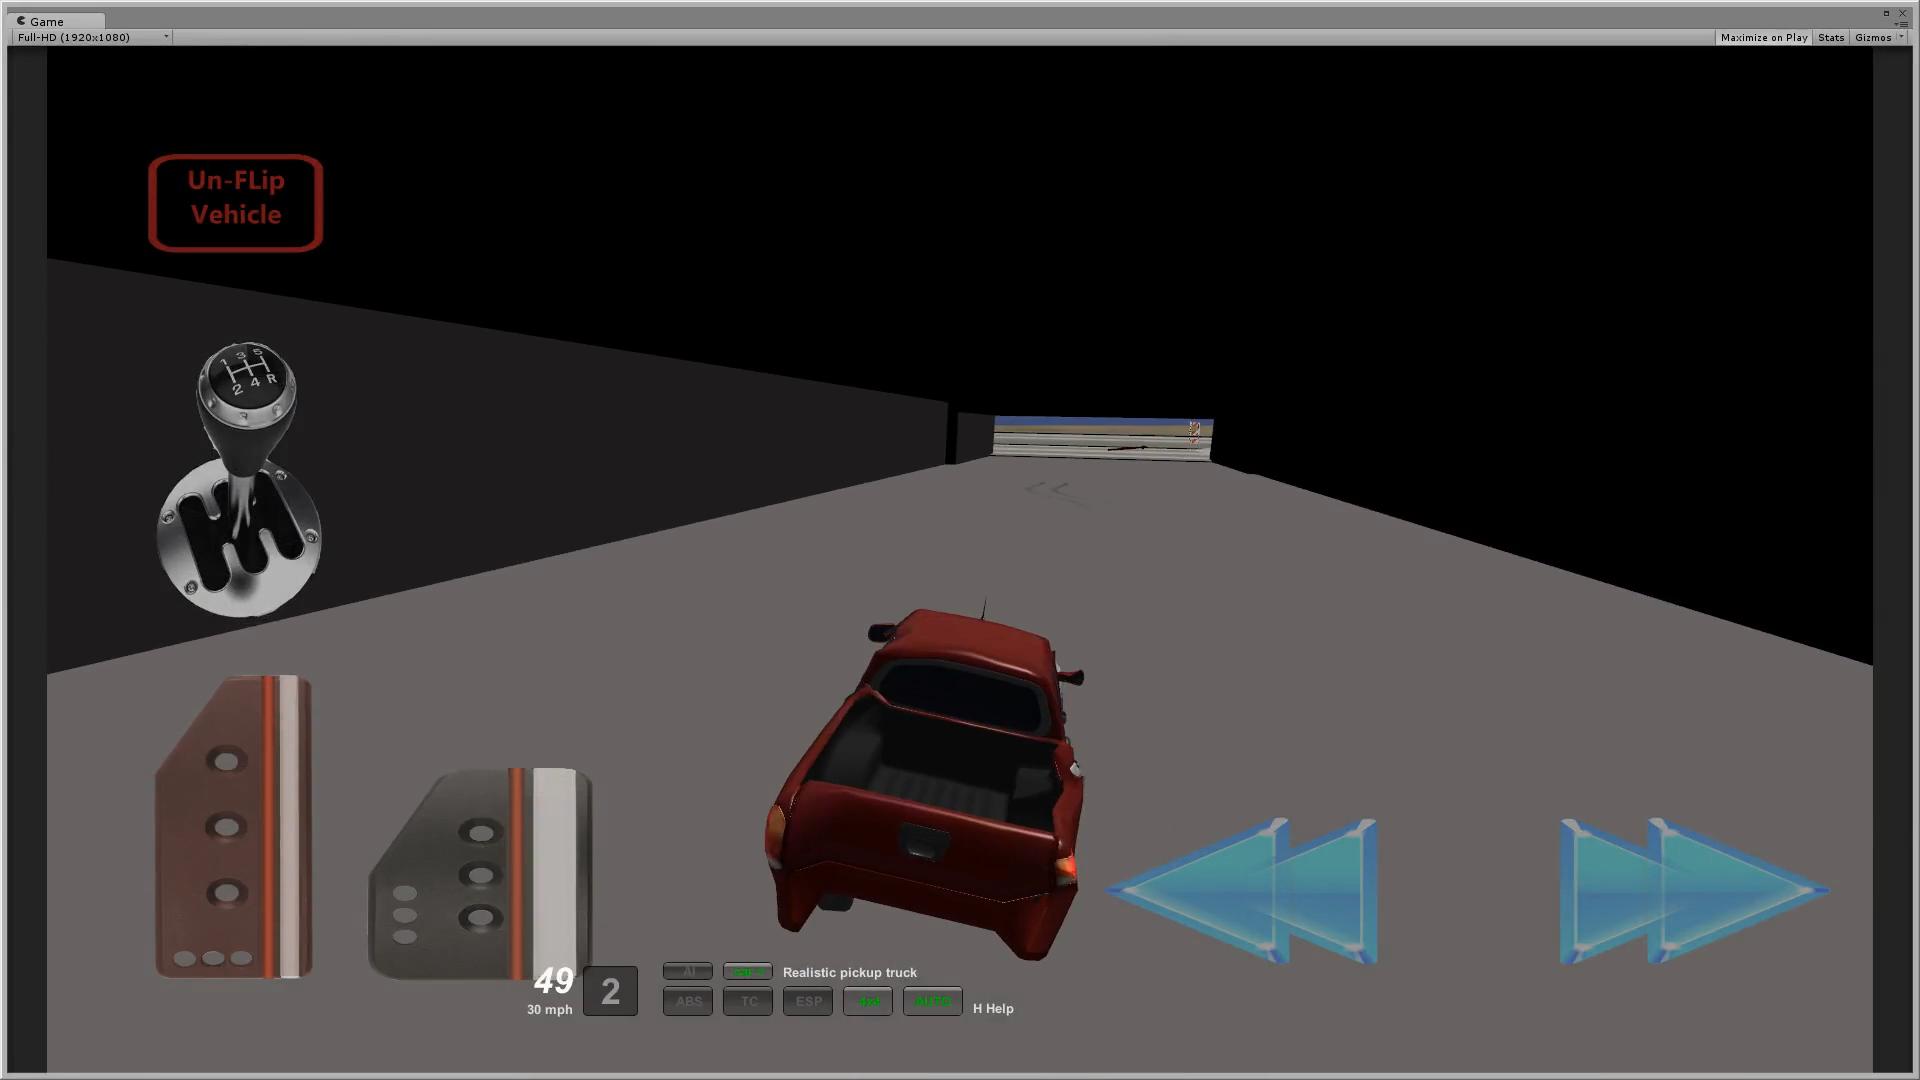 Game
Full-HD (1920x1080)
Maximize on Play
Stats
Gizmos
Un-FLip
Vehicle
1 3 5
2 4 R
49
30 mph
2
AI
Realistic pickup truck
ABS
TC
ESP
4x4
AUTO
H Help